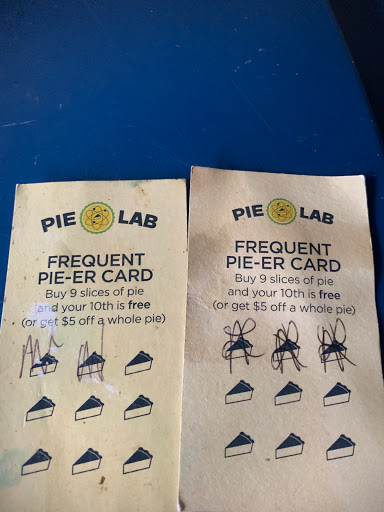 PIE LAB
FREQUENT
PIE-ER CARD
Buy 9 slices of pie
and your 10th is free
(or get $5 off a whole pie)
PIE LAB
FREQUENT
PIE-ER CARD
Buy 9 slices of pie
and your 10th is free
(or get $5 off a whole pie)